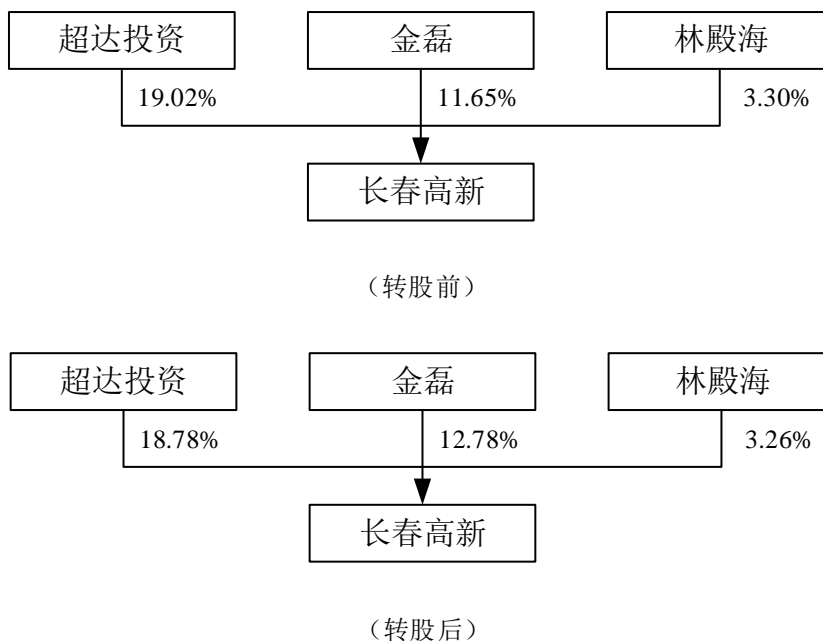 超达投资 金磊 林殿海
19.02% 11.65% 3.30%
长春高新
（转股前）
超达投资 金磊 林殿海
18.78% 12.78% 3.26%
长春高新
（转股后）